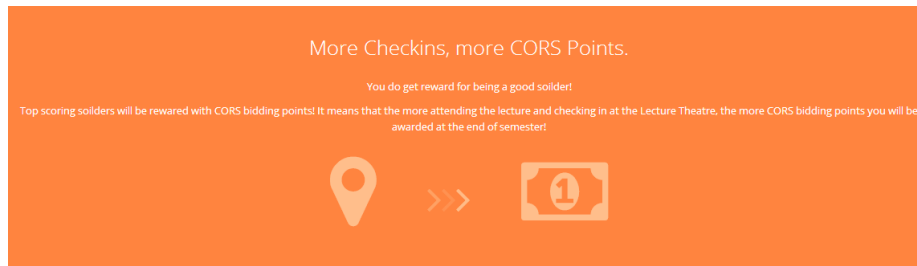 More Checkins, more CORS Points.
You do get reward for being a good soilder!
Top scoring soilders will be rewared with CORS bidding points! It means that the more attending the lecture and checking in at the Lecture Theatre, the more CORS bidding points you will be
awarded at the end of semester!
1